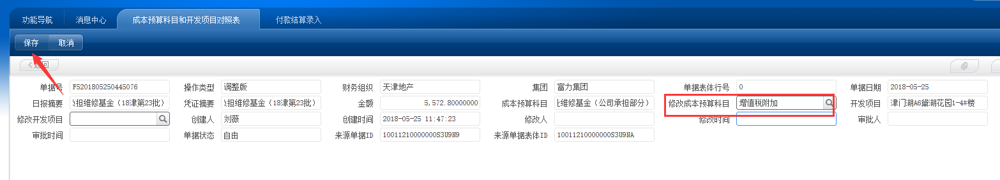 功能导航 消息中心 成本预算科目和开发项目对照表 付款结算录入
保存 取消
返回
单据号 F5201805250445076 操作类型 调整版 财务组织 天津地产 集团 富力集团 单据表体行号 0 单据日期 2018-05-25
日报摘要 担维修基金（18津第23批） 凭证摘要 担维修基金（18津第23批） 金额 5,572.80000000 成本预算科目 维修基金（公司承担部分） 修改成本预算科目 增值税附加 开发项目 津门湖A6黛湖花园1-4#楼
修改开发项目 创建人 刘薇 创建时间 2018-05-25 11:47:23 修改人 修改时间 审批人
审批时间 单据状态 自由 来源单据ID 10011210000000S3U9N9 来源单据表体ID 10011210000000S3U9NA